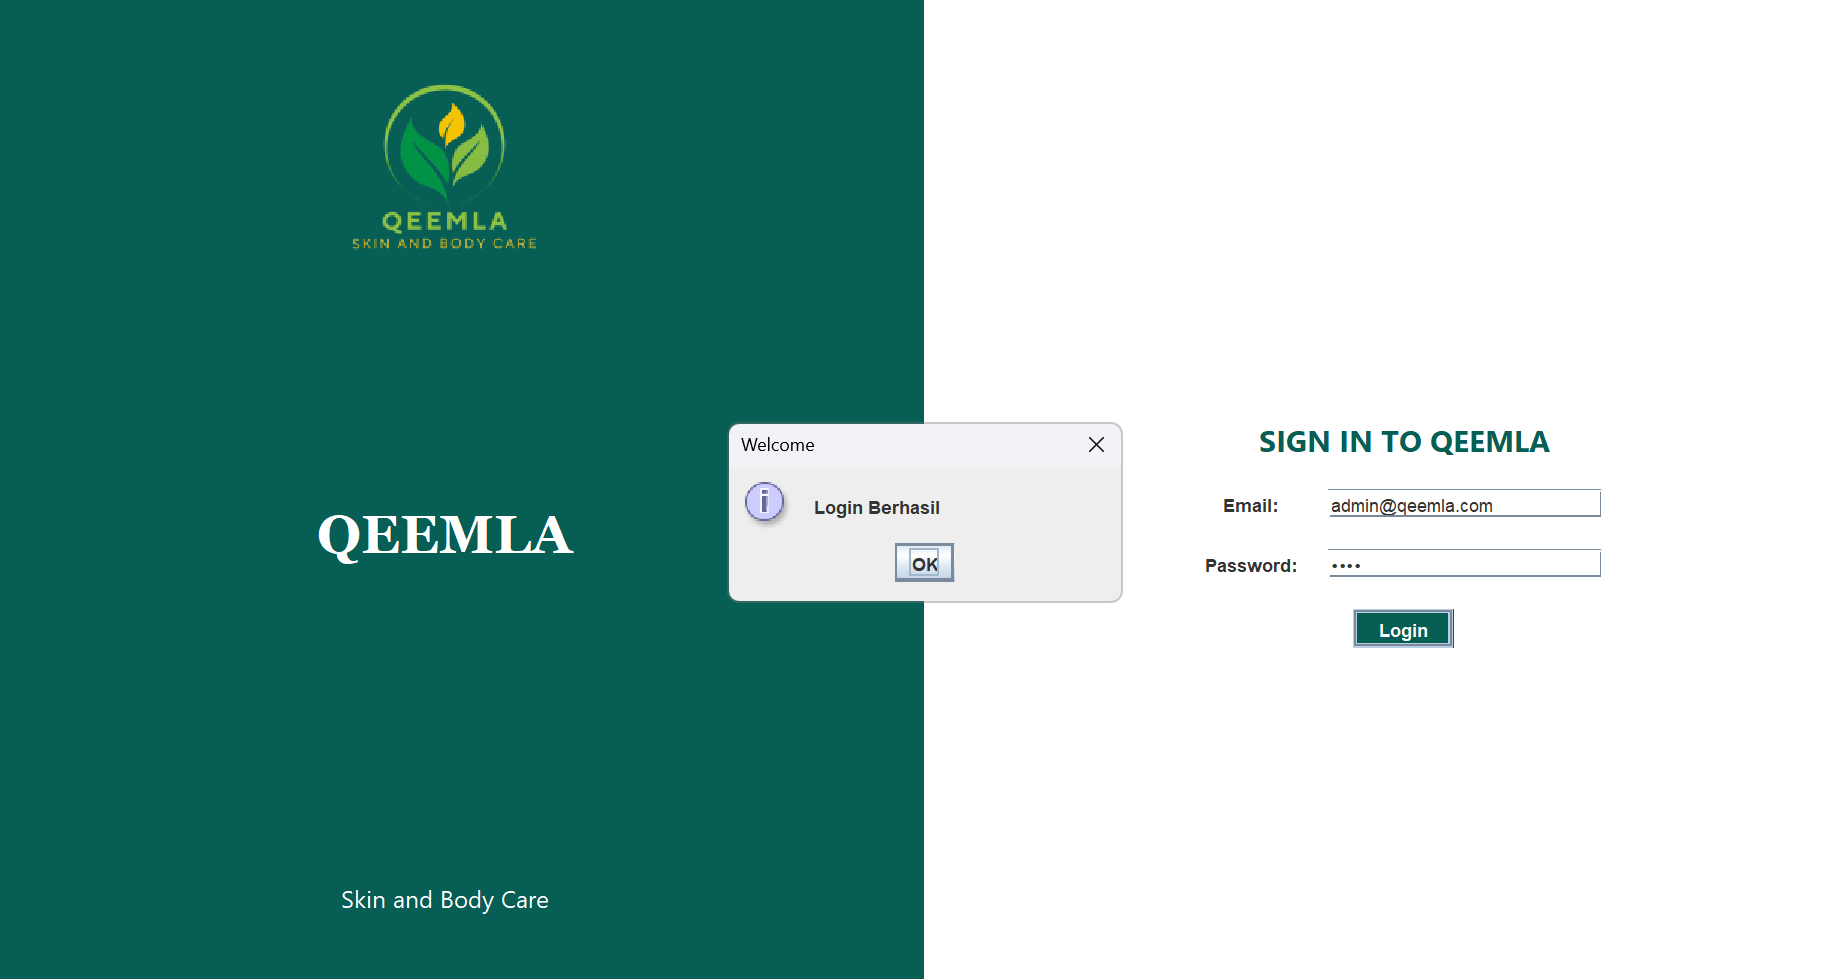 QEEMLA
SKIN AND BODY CARE
QEEMLA
Skin and Body Care
Welcome
Login Berhasil
OK
SIGN IN TO QEEMLA
Email: admin@qeemla.com
Password: ••••
Login